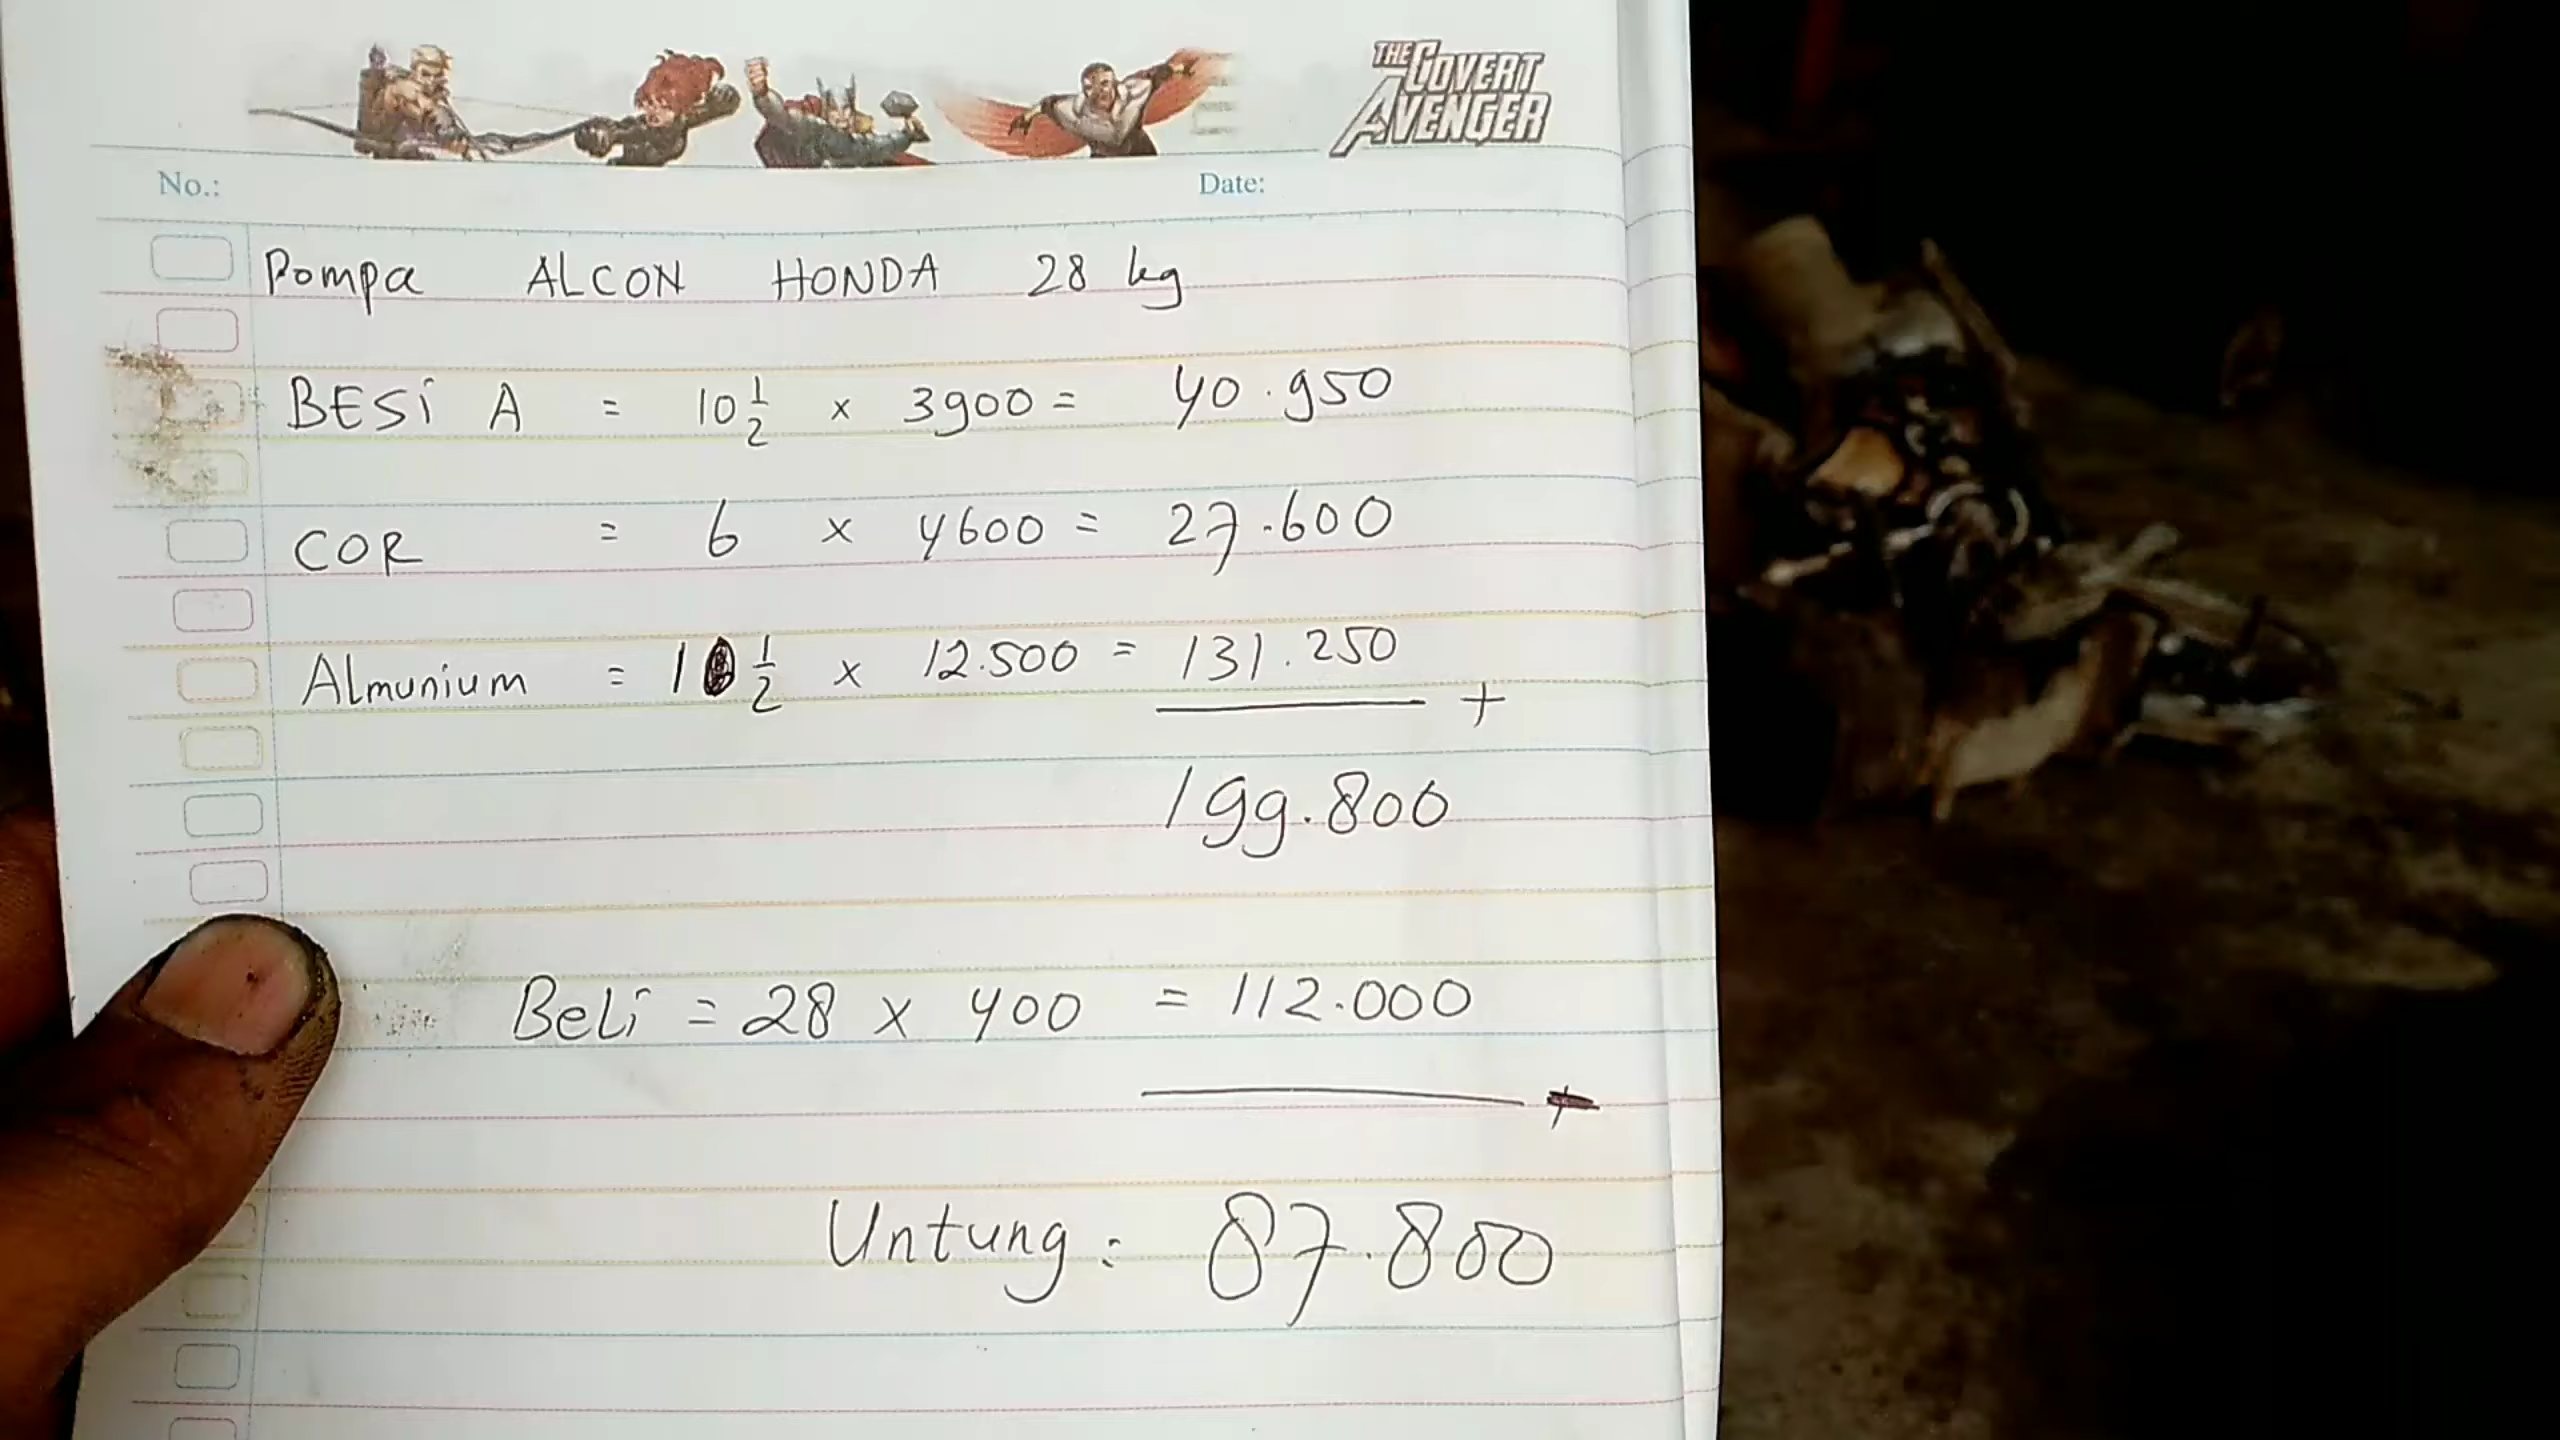 THE COVERT
AVENGER
No.: Date:
Pompa ALCON HONDA 28 kg
BESi A = 10 1/2 x 3900 = 40.950
COR = 6 x 4600 = 27.600
Almunium = 10 1/2 x 12.500 = 131.250
+
199.800
Beli = 28 x 400 = 112.000
Untung : 87.800